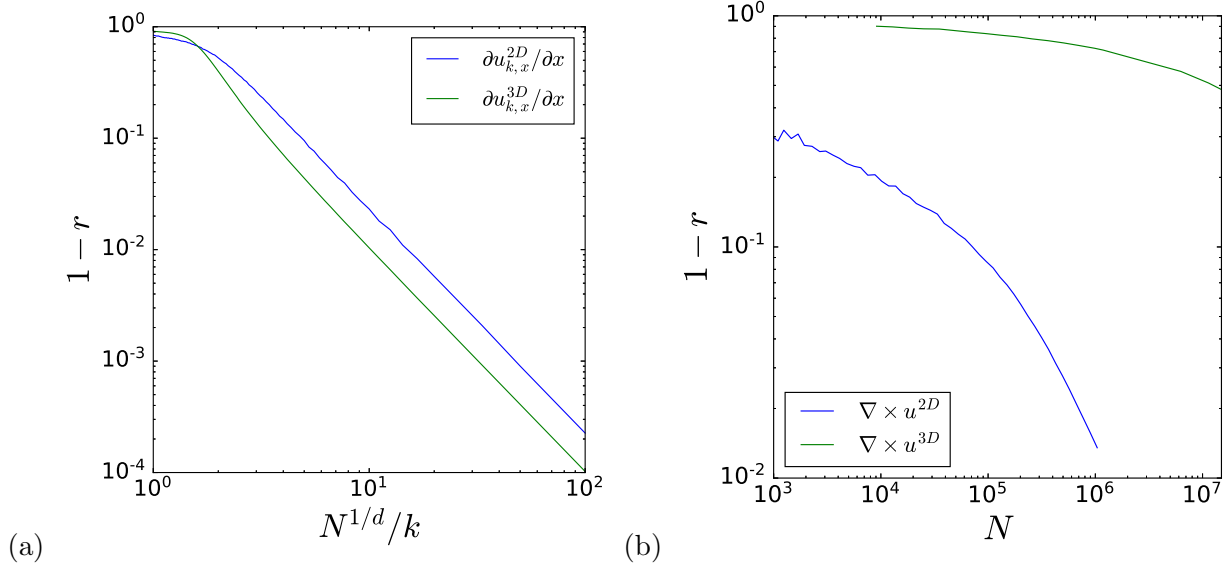 10^0
10^{-1}
10^{-2}
10^{-3}
10^{-4}
1 − r
10^0 10^1 10^2
N^{1/d}/k
∂u^{2D}_{k,x}/∂x
∂u^{3D}_{k,x}/∂x
(a)
10^0
10^{-1}
10^{-2}
1 − r
10^3 10^4 10^5 10^6 10^7
N
∇ × u^{2D}
∇ × u^{3D}
(b)